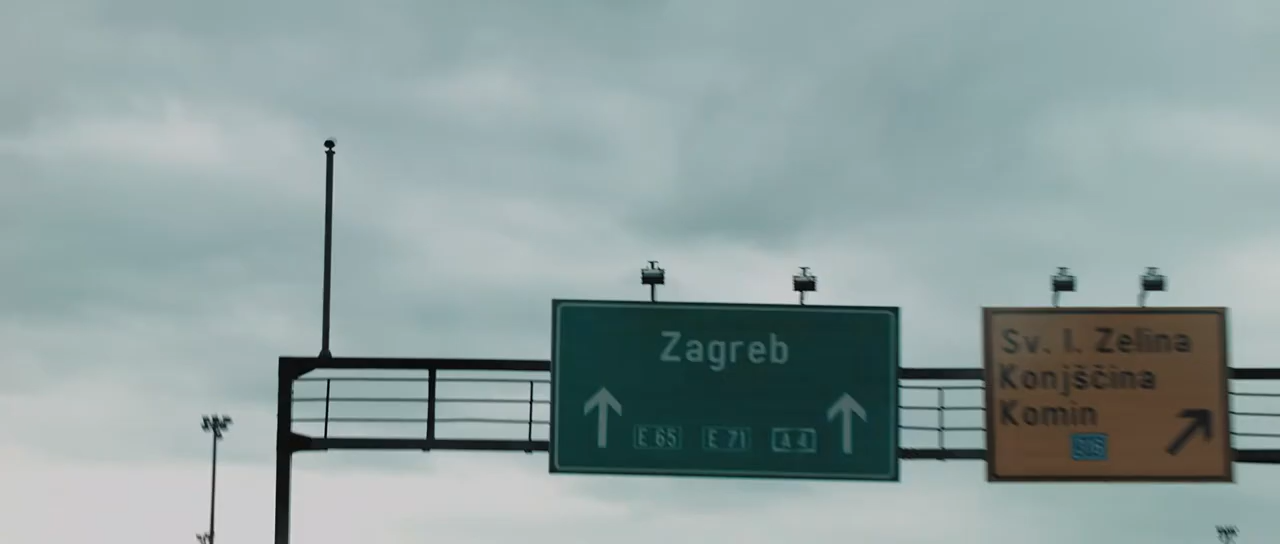 Zagreb
E 65 E 71 A 4
Sv. I. Zelina
Konjščina
Komin